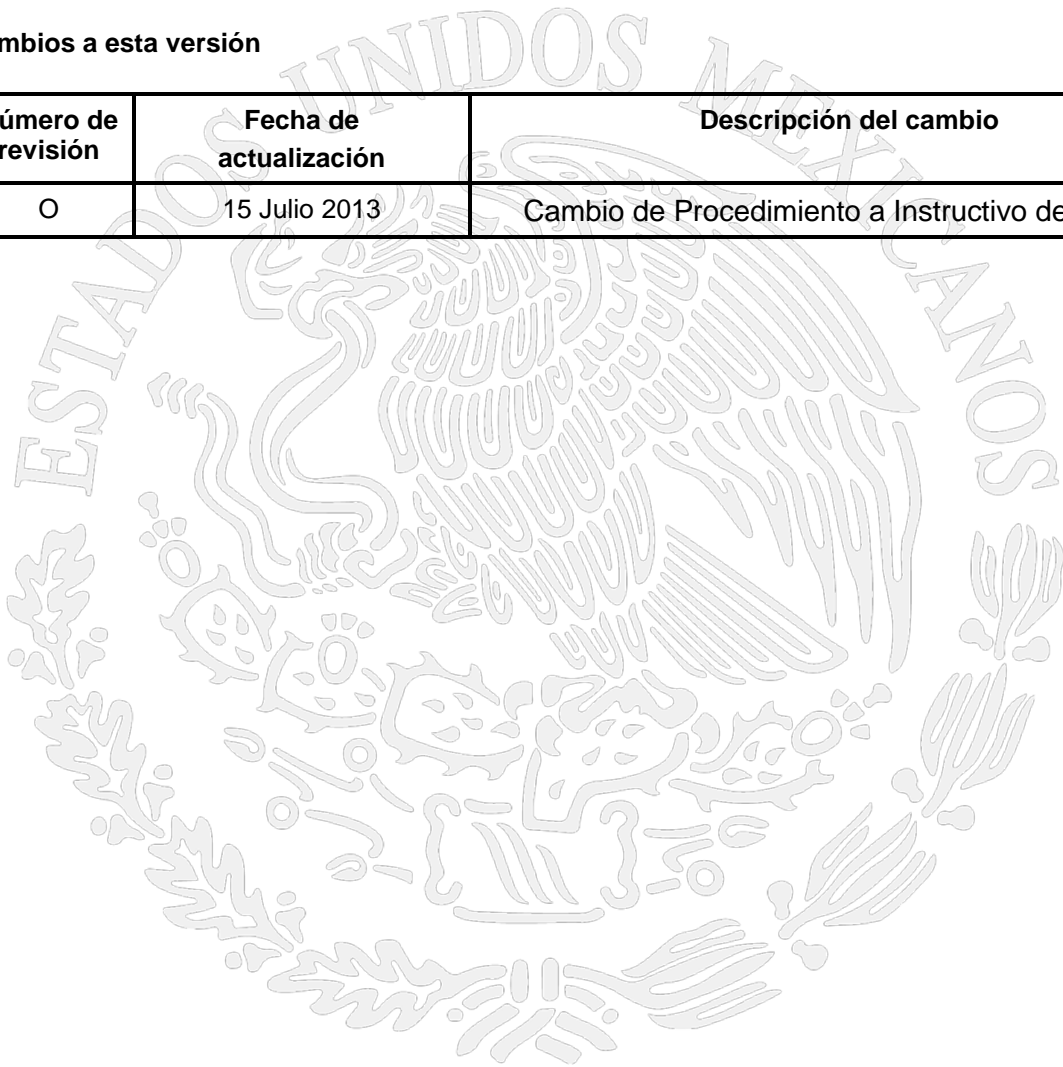 mbios a esta versión
úmero de revisión
Fecha de actualización
Descripción del cambio
O
15 Julio 2013
Cambio de Procedimiento a Instructivo de
ESTADOS UNIDOS MEXICANOS